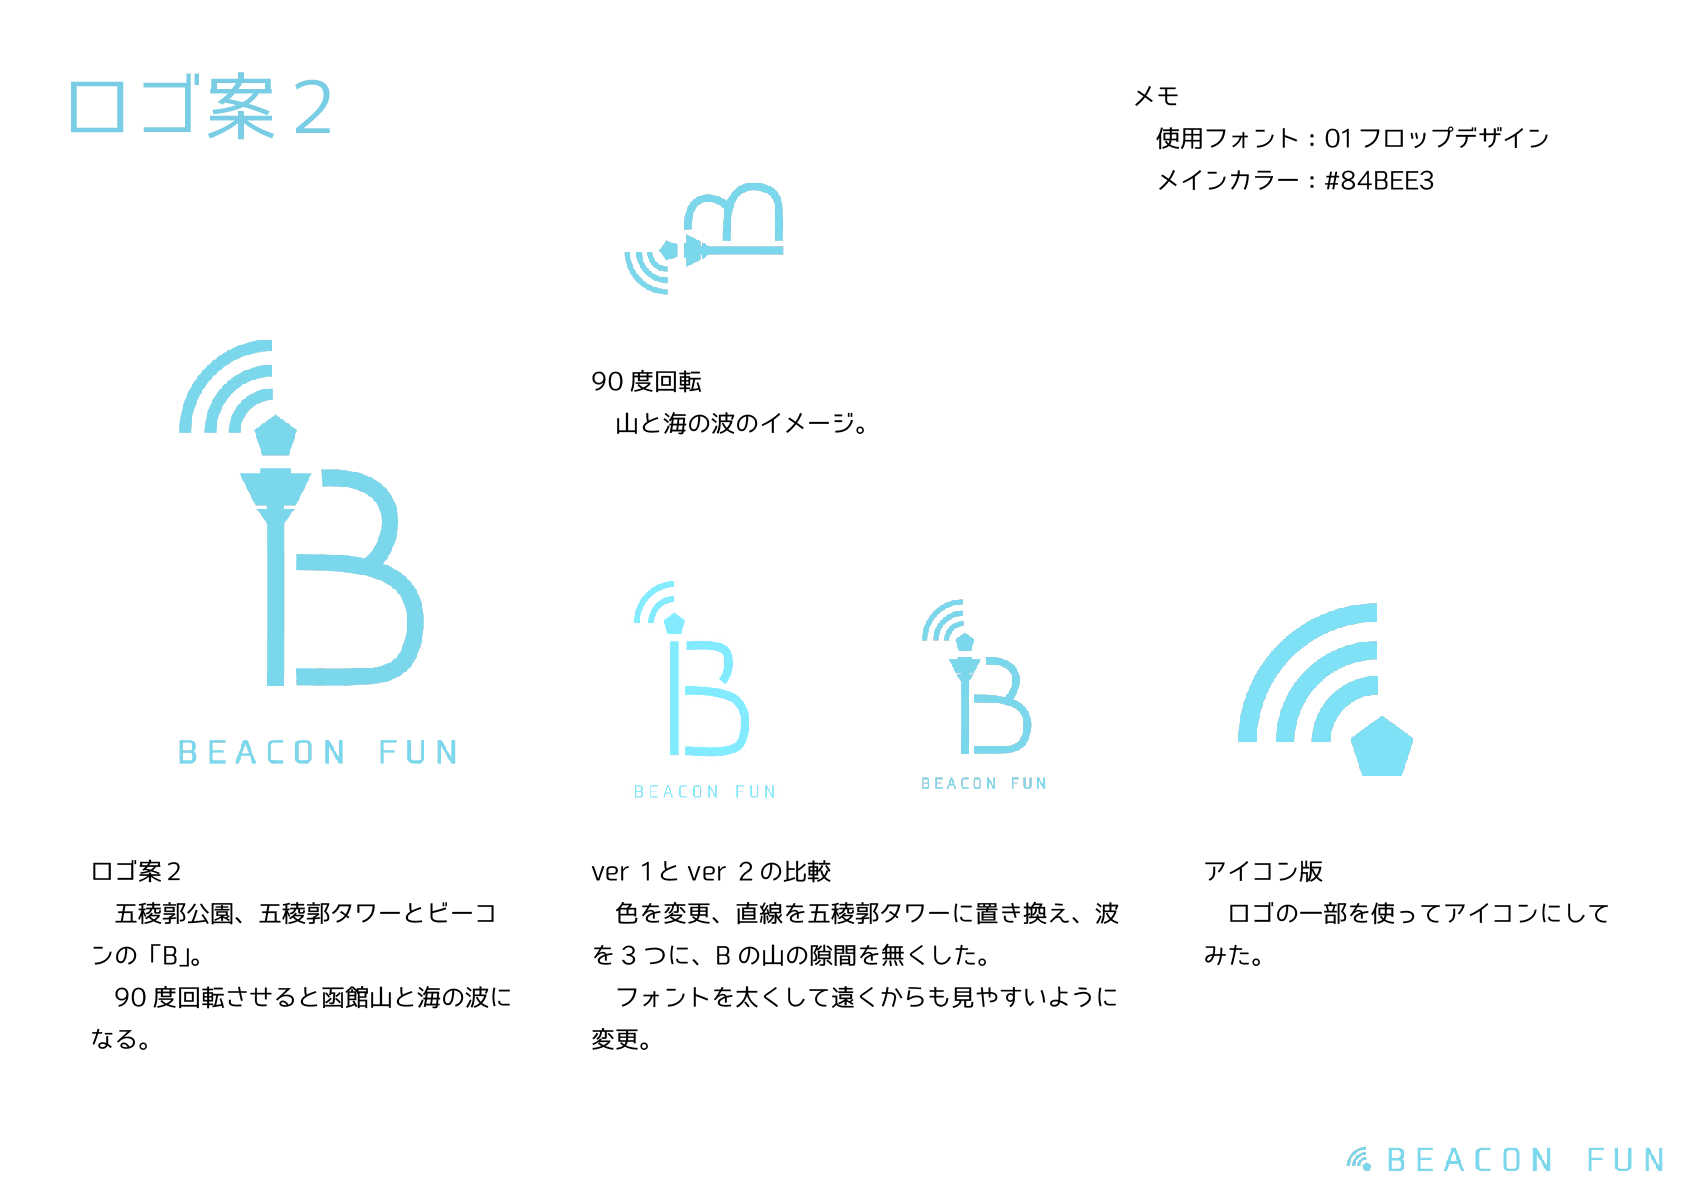 ロゴ案２
メモ
使用フォント：01フロップデザイン
メインカラー：#84BEE3
90度回転
山と海の波のイメージ。
BEACON FUN
BEACON FUN
BEACON FUN
ロゴ案２
五稜郭公園、五稜郭タワーとビーコ
ンの「B」。
90度回転させると函館山と海の波に
なる。
ver １と ver ２の比較
色を変更、直線を五稜郭タワーに置き換え、波
を３つに、Bの山の隙間を無くした。
フォントを太くして遠くからも見やすいように
変更。
アイコン版
ロゴの一部を使ってアイコンにして
みた。
BEACON FUN